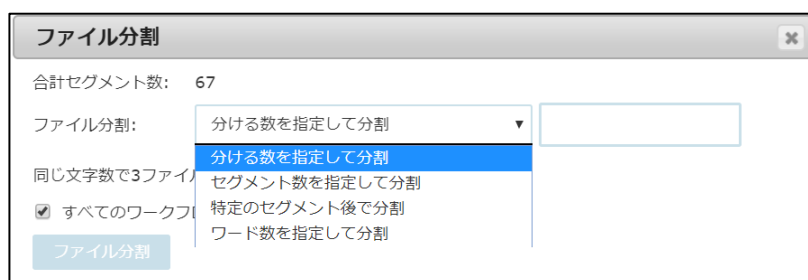 ファイル分割
合計セグメント数: 67
ファイル分割: 分ける数を指定して分割
分ける数を指定して分割
同じ文字数で3ファイ
セグメント数を指定して分割
すべてのワークフロ
特定のセグメント後で分割
ワード数を指定して分割
ファイル分割